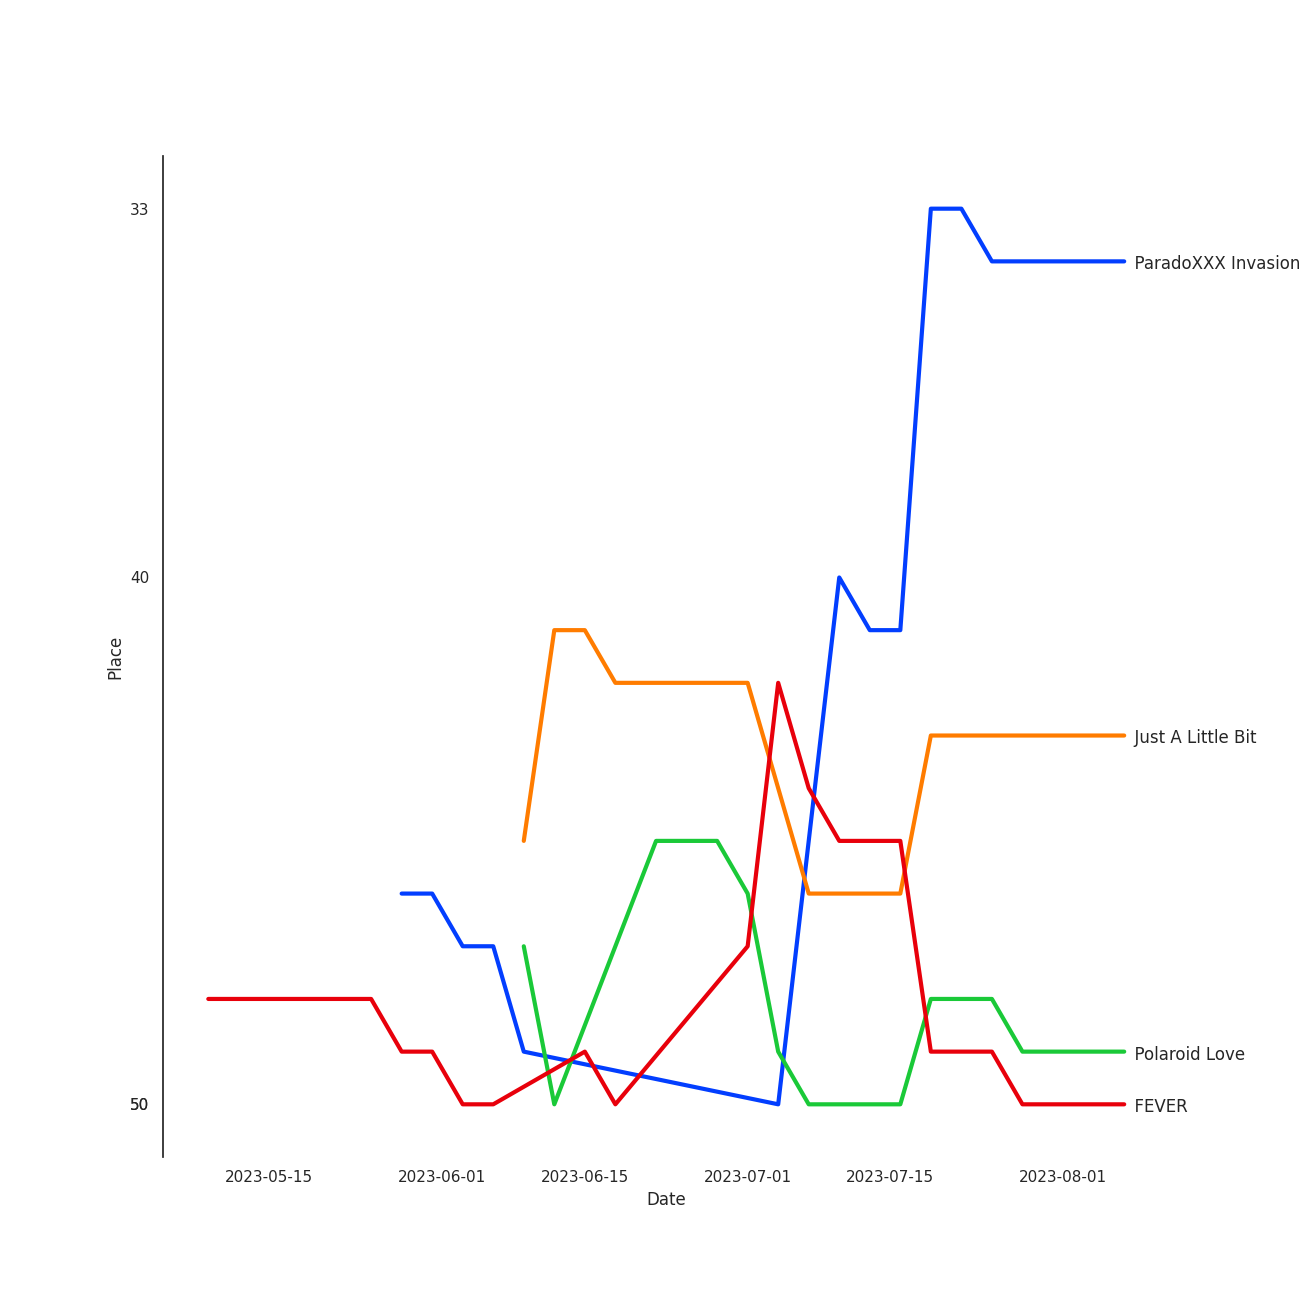 33
ParadoXXX Invasion
40
Place
Just A Little Bit
Polaroid Love
50
FEVER
2023-05-15
2023-06-01
2023-06-15
2023-07-01
2023-07-15
2023-08-01
Date